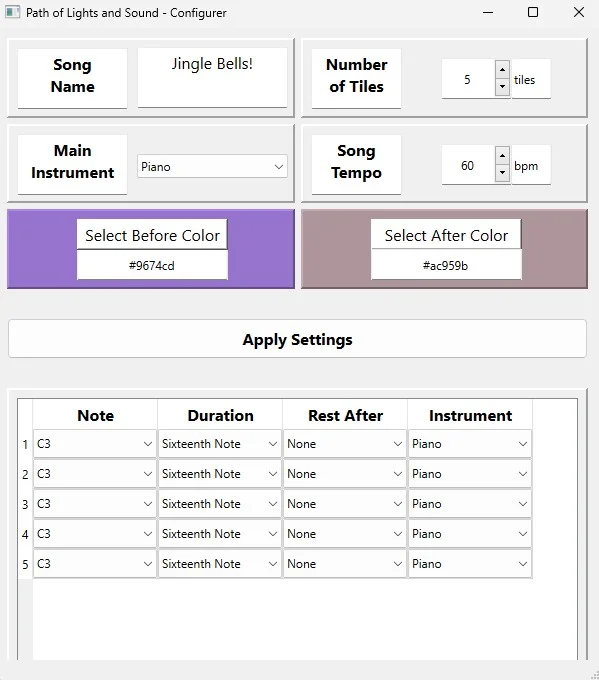 Path of Lights and Sound - Configurer
Song
Name
Jingle Bells!
Number
of Tiles
5
tiles
Main
Instrument
Piano
Song
Tempo
60
bpm
Select Before Color
#9674cd
Select After Color
#ac959b
Apply Settings
Note Duration Rest After Instrument
1 C3 Sixteenth Note None Piano
2 C3 Sixteenth Note None Piano
3 C3 Sixteenth Note None Piano
4 C3 Sixteenth Note None Piano
5 C3 Sixteenth Note None Piano